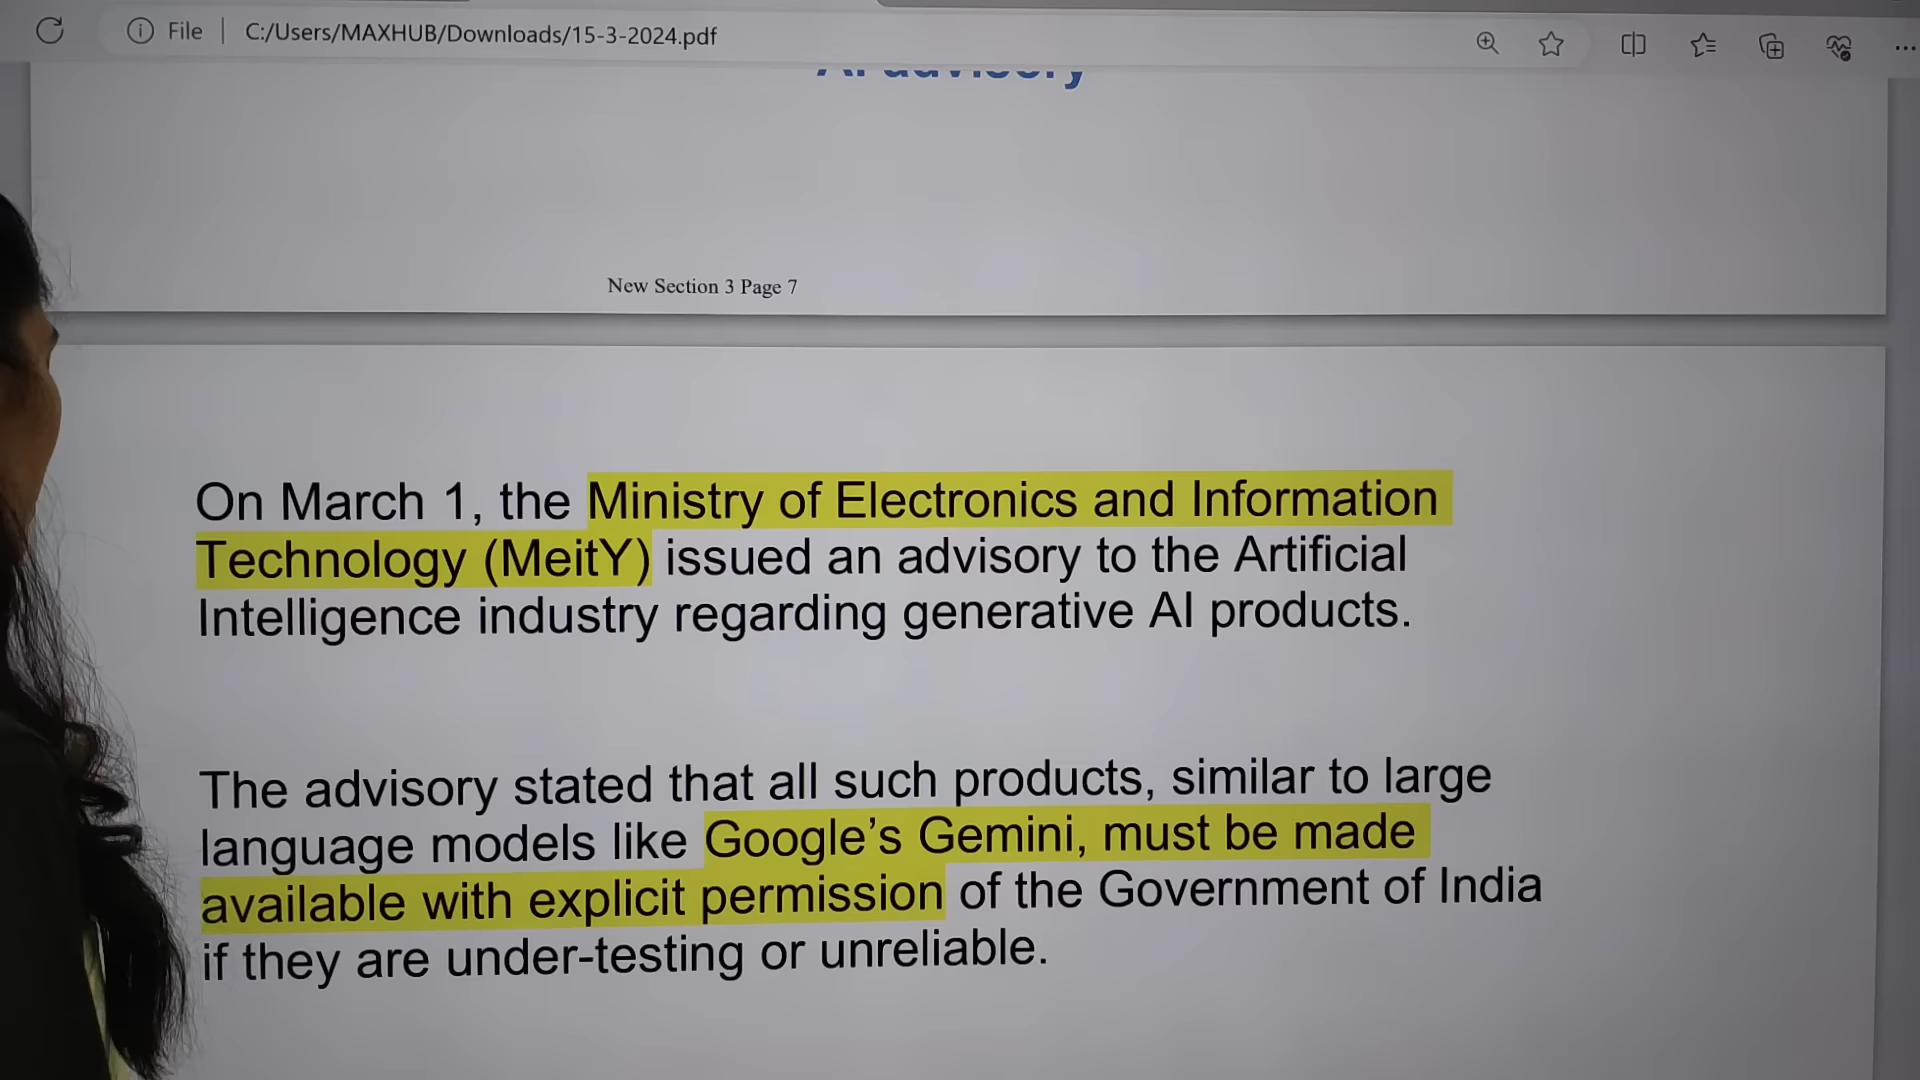 File | C:/Users/MAXHUB/Downloads/15-3-2024.pdf
AI advisory
New Section 3 Page 7
On March 1, the Ministry of Electronics and Information
Technology (MeitY) issued an advisory to the Artificial
Intelligence industry regarding generative AI products.
The advisory stated that all such products, similar to large
language models like Google’s Gemini, must be made
available with explicit permission of the Government of India
if they are under-testing or unreliable.